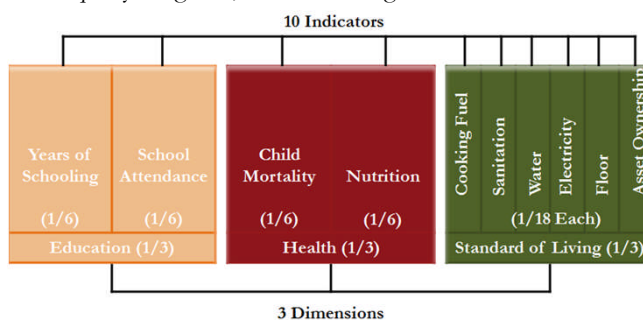 10 Indicators
Years of
Schooling
(1/6)
School
Attendance
(1/6)
Education (1/3)
Child
Mortality
(1/6)
Nutrition
(1/6)
Health (1/3)
Cooking Fuel
Sanitation
Water
Electricity
Floor
Asset Ownership
(1/18 Each)
Standard of Living (1/3)
3 Dimensions